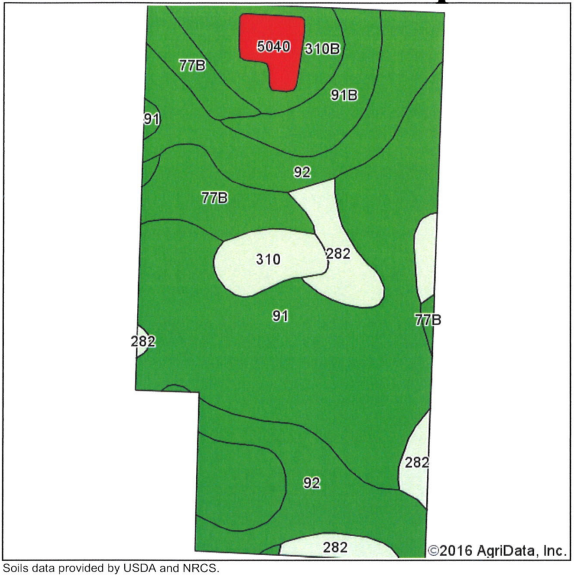 5040
310B
77B
91B
91
92
77B
282
310
91
77B
282
282
92
282
©2016 AgriData, Inc.
Soils data provided by USDA and NRCS.